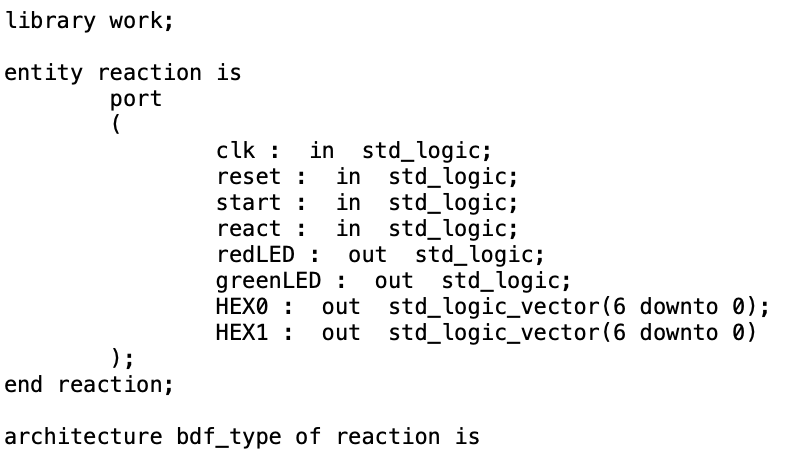 library work;
entity reaction is
port
(
clk :  in  std_logic;
reset :  in  std_logic;
start :  in  std_logic;
react :  in  std_logic;
redLED :  out  std_logic;
greenLED :  out  std_logic;
HEX0 :  out  std_logic_vector(6 downto 0);
HEX1 :  out  std_logic_vector(6 downto 0)
);
end reaction;
architecture bdf_type of reaction is